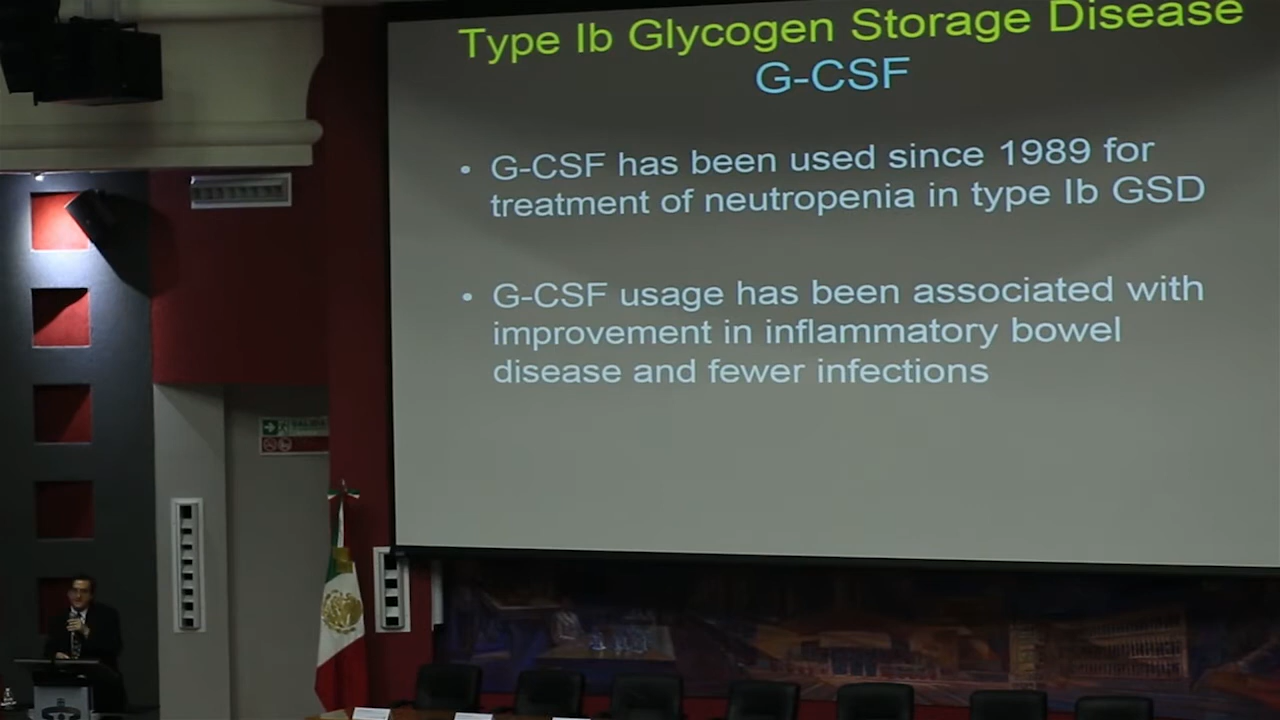 Type Ib Glycogen Storage Disease
G-CSF
• G-CSF has been used since 1989 for
treatment of neutropenia in type Ib GSD
• G-CSF usage has been associated with
improvement in inflammatory bowel
disease and fewer infections
SALIDA